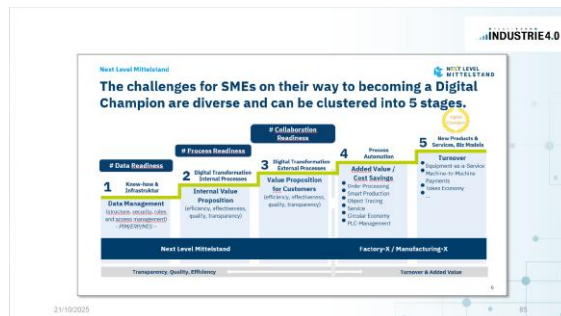 INDUSTRIE4.0
Next Level Mittelstand
NEXT LEVEL
MITTELSTAND
The challenges for SMEs on their way to becoming a Digital
Champion are diverse and can be clustered into 5 stages.
Digital
Champion
# Data Readiness
# Process Readiness
# Collaboration
Readiness
1
Know-how &
Infrastruktur
Data Management
(structure, security, roles
and access management)
2
Digital Transformation
Internal Processes
Internal Value
Proposition
(efficiency, effectiveness,
quality, transparency)
3
Digital Transformation
External Processes
Value Proposition
for Customers
(efficiency, effectiveness,
quality, transparency)
4
Process
Automation
Added Value /
Cost Savings
Order Processing
Smart Production
Object Tracing
Service
Circular Economy
PLC-Management
5
New Products &
Services, Biz Models
Turnover
Equipment-as-a-Service
Machine-to-Machine
Payments
Token Economy
...
Next Level Mittelstand
Factory-X / Manufacturing-X
Transparency, Quality, Efficiency
Turnover & Added Value
6
21/10/2025
65